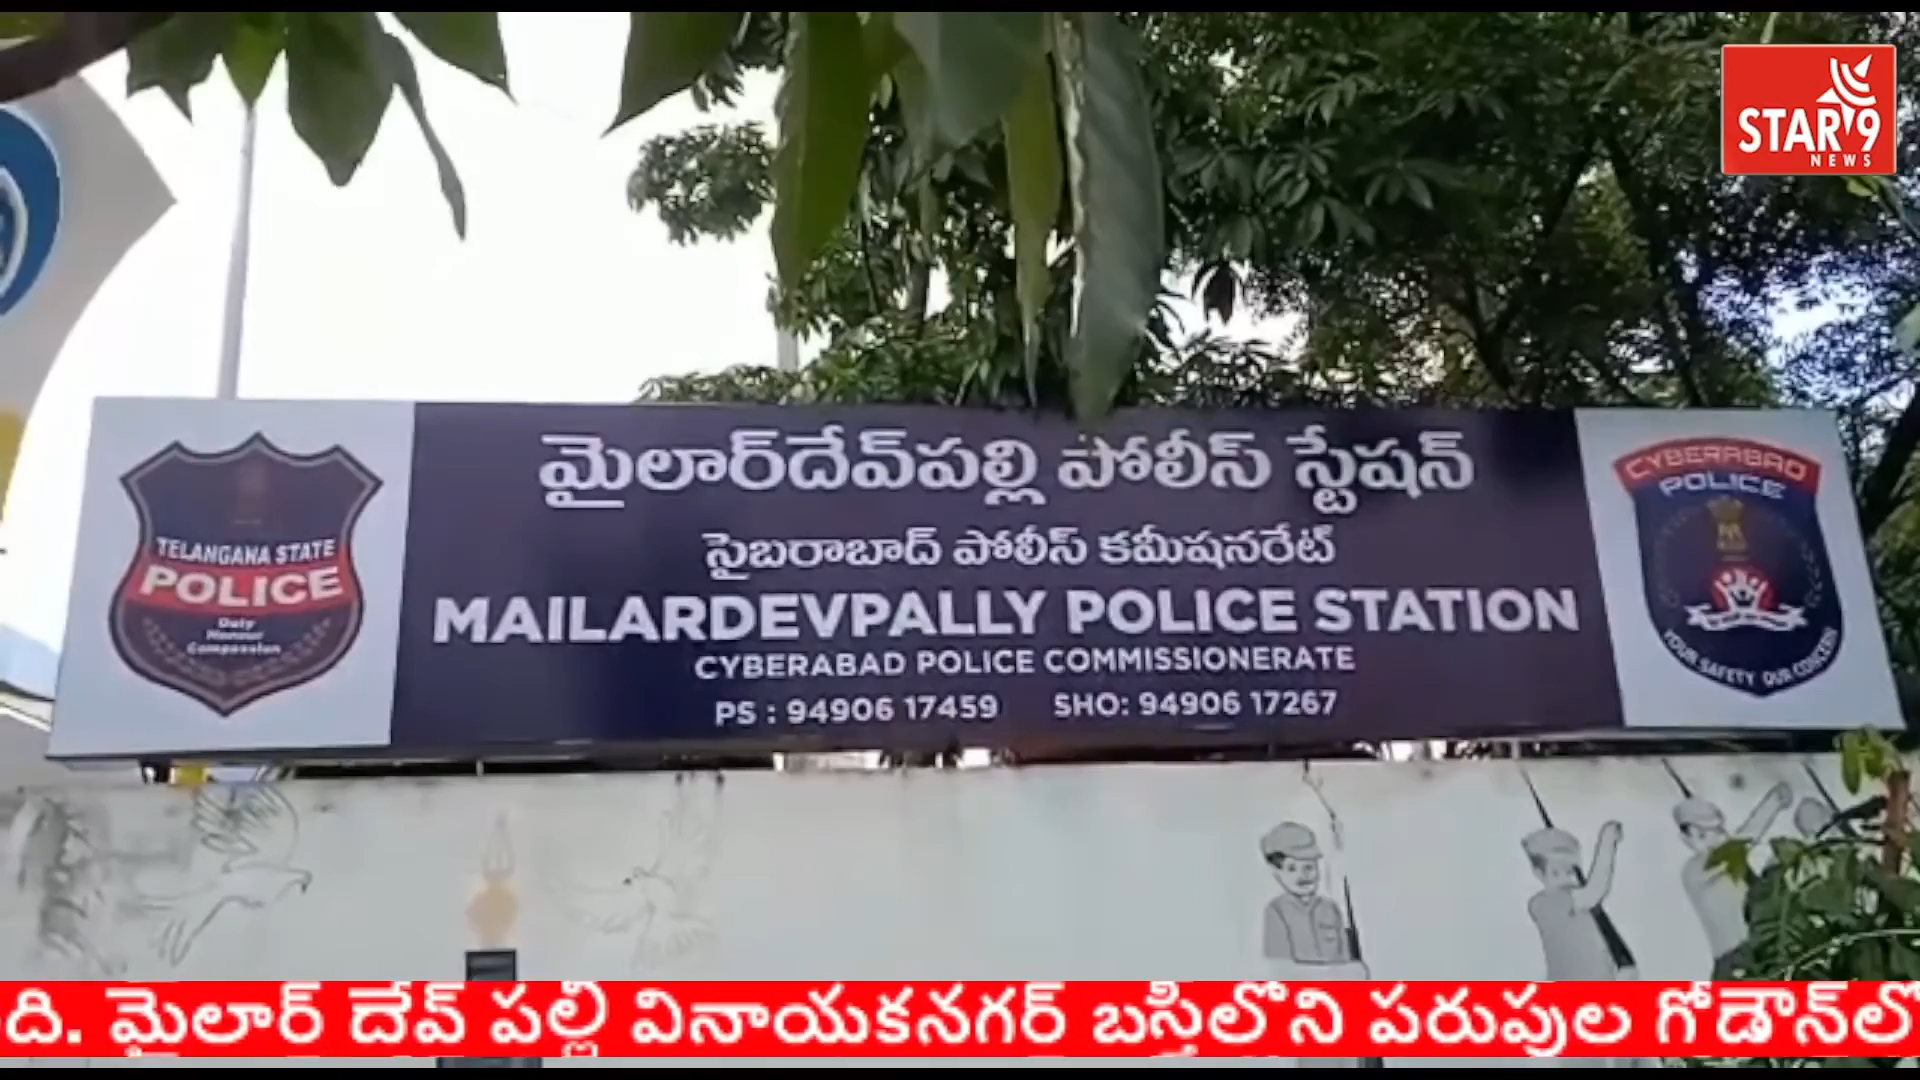 STAR 9
NEWS
మైలార్‌దేవ్‌పల్లి పోలీస్ స్టేషన్
సైబరాబాద్ పోలీస్ కమీషనరేట్
MAILARDEVPALLY POLICE STATION
CYBERABAD POLICE COMMISSIONERATE
PS : 94906 17459 SHO: 94906 17267
TELANGANA STATE
POLICE
Duty
Honour
Compassion
CYBERABAD
POLICE
YOUR SAFETY OUR CONCERN
ది. మైలార్ దేవ్ పల్లి వినాయకనగర్ బస్తీలోని పరుపుల గోడౌన్‌లో